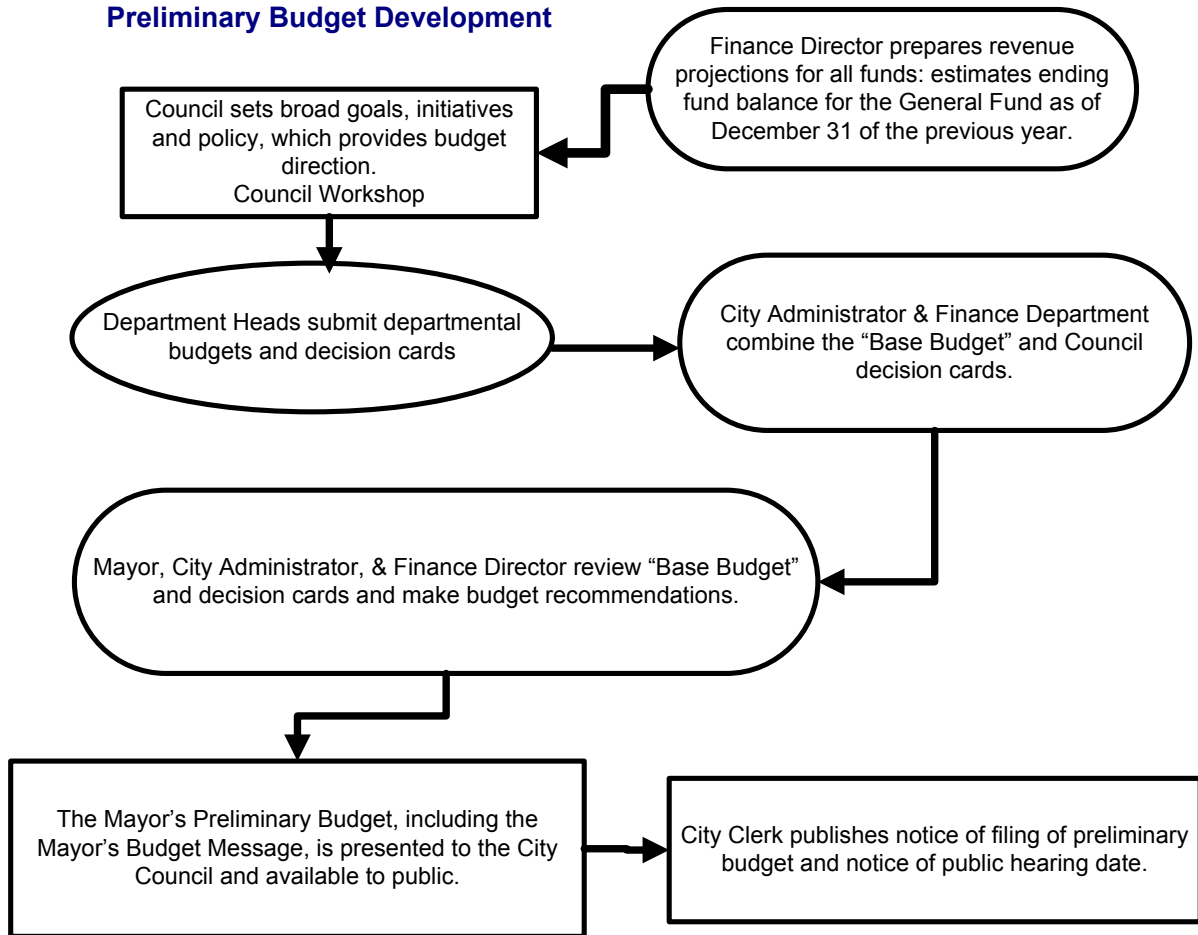 Preliminary Budget Development
Finance Director prepares revenue
projections for all funds: estimates ending
fund balance for the General Fund as of
December 31 of the previous year.
Council sets broad goals, initiatives
and policy, which provides budget
direction.
Council Workshop
Department Heads submit departmental
budgets and decision cards
City Administrator & Finance Department
combine the “Base Budget” and Council
decision cards.
Mayor, City Administrator, & Finance Director review “Base Budget”
and decision cards and make budget recommendations.
The Mayor’s Preliminary Budget, including the
Mayor’s Budget Message, is presented to the City
Council and available to public.
City Clerk publishes notice of filing of preliminary
budget and notice of public hearing date.